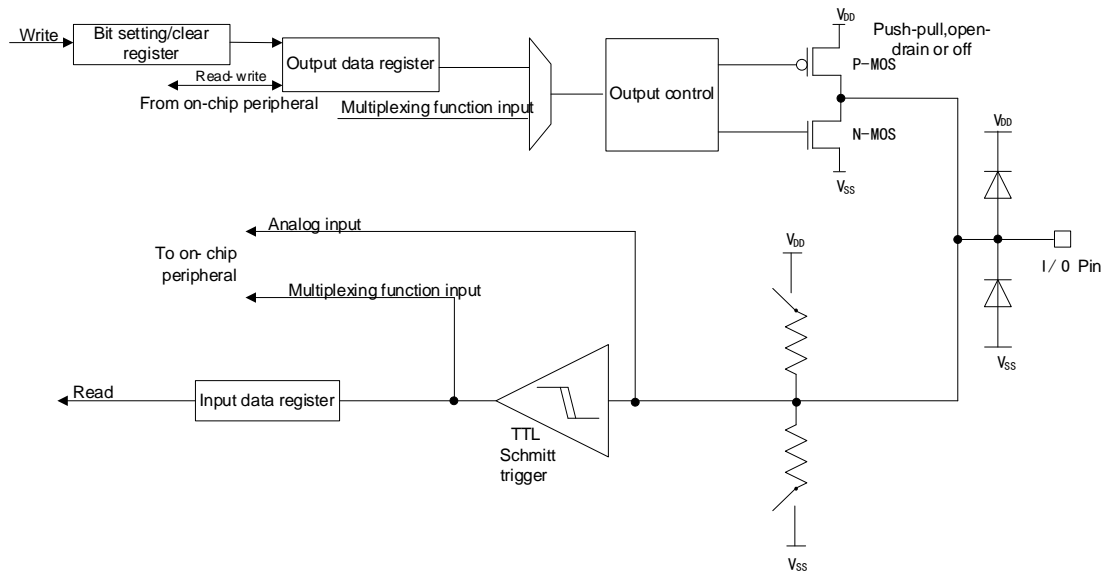 Write
Bit setting/clear
register
Output data register
Read-write
From on-chip peripheral
Multiplexing function input
Output control
VDD
Push-pull,open-
drain or off
P-MOS
N-MOS
VSS
VDD
I/O Pin
VSS
Analog input
To on-chip
peripheral
Multiplexing function input
VDD
Read
Input data register
TTL
Schmitt
trigger
VSS